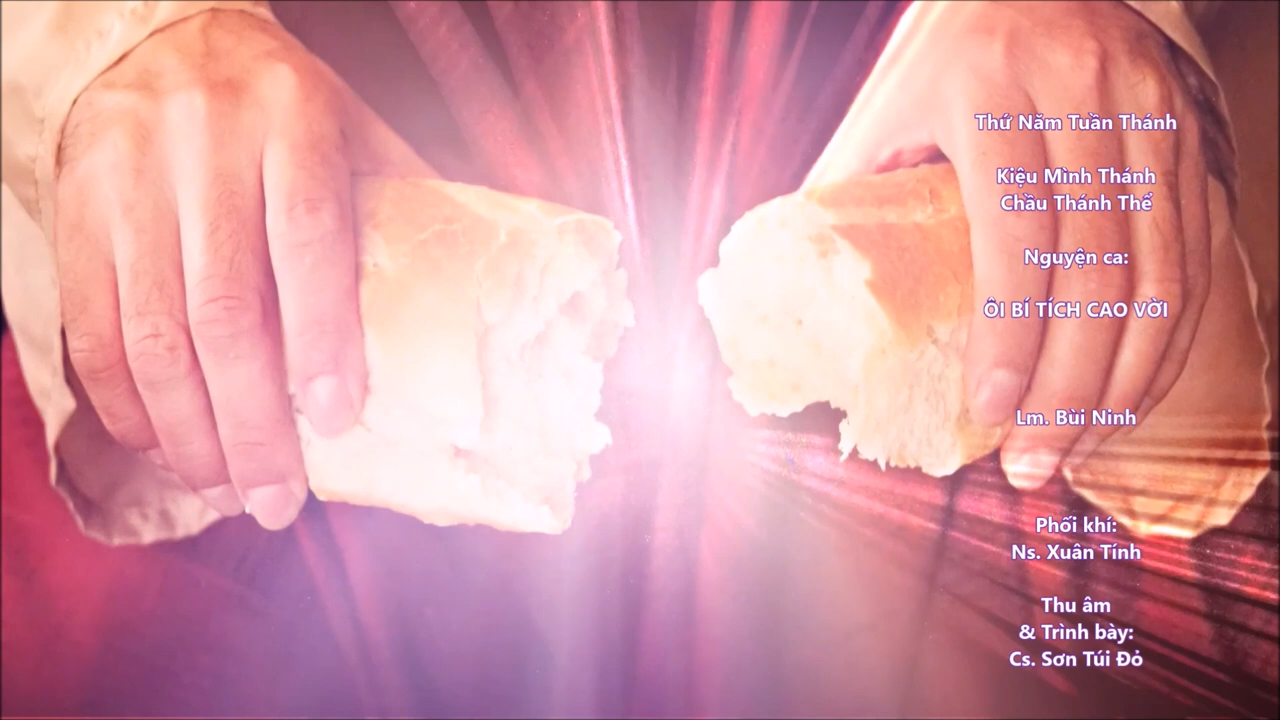 Thứ Năm Tuần Thánh
Kiệu Mình Thánh
Chầu Thánh Thể
Nguyện ca:
ÔI BÍ TÍCH CAO VỜI
Lm. Bùi Ninh
Phối khí:
Ns. Xuân Tính
Thu âm
& Trình bày:
Cs. Sơn Túi Đỏ